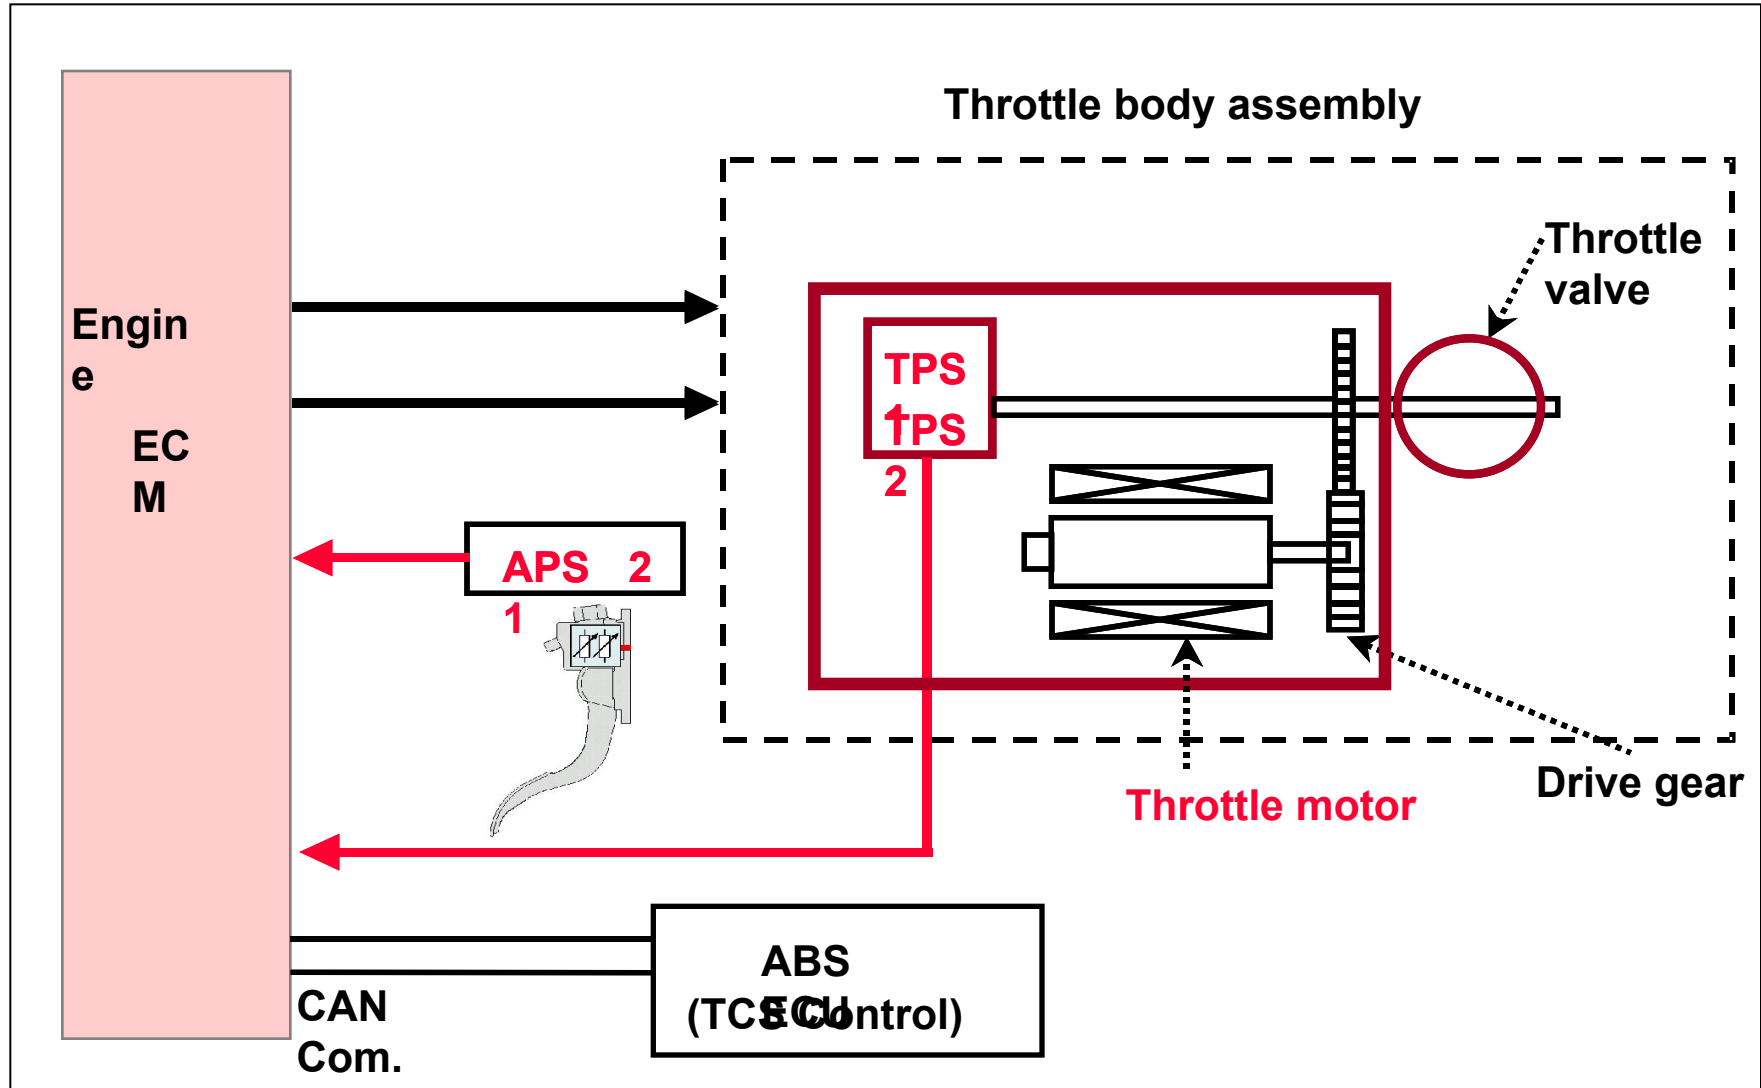 Throttle body assembly
Throttle
valve
Engin
e
EC
M
TPS
1
TPS
2
APS 2
1
Throttle motor
Drive gear
ABS
ECU
(TCS Control)
CAN
Com.